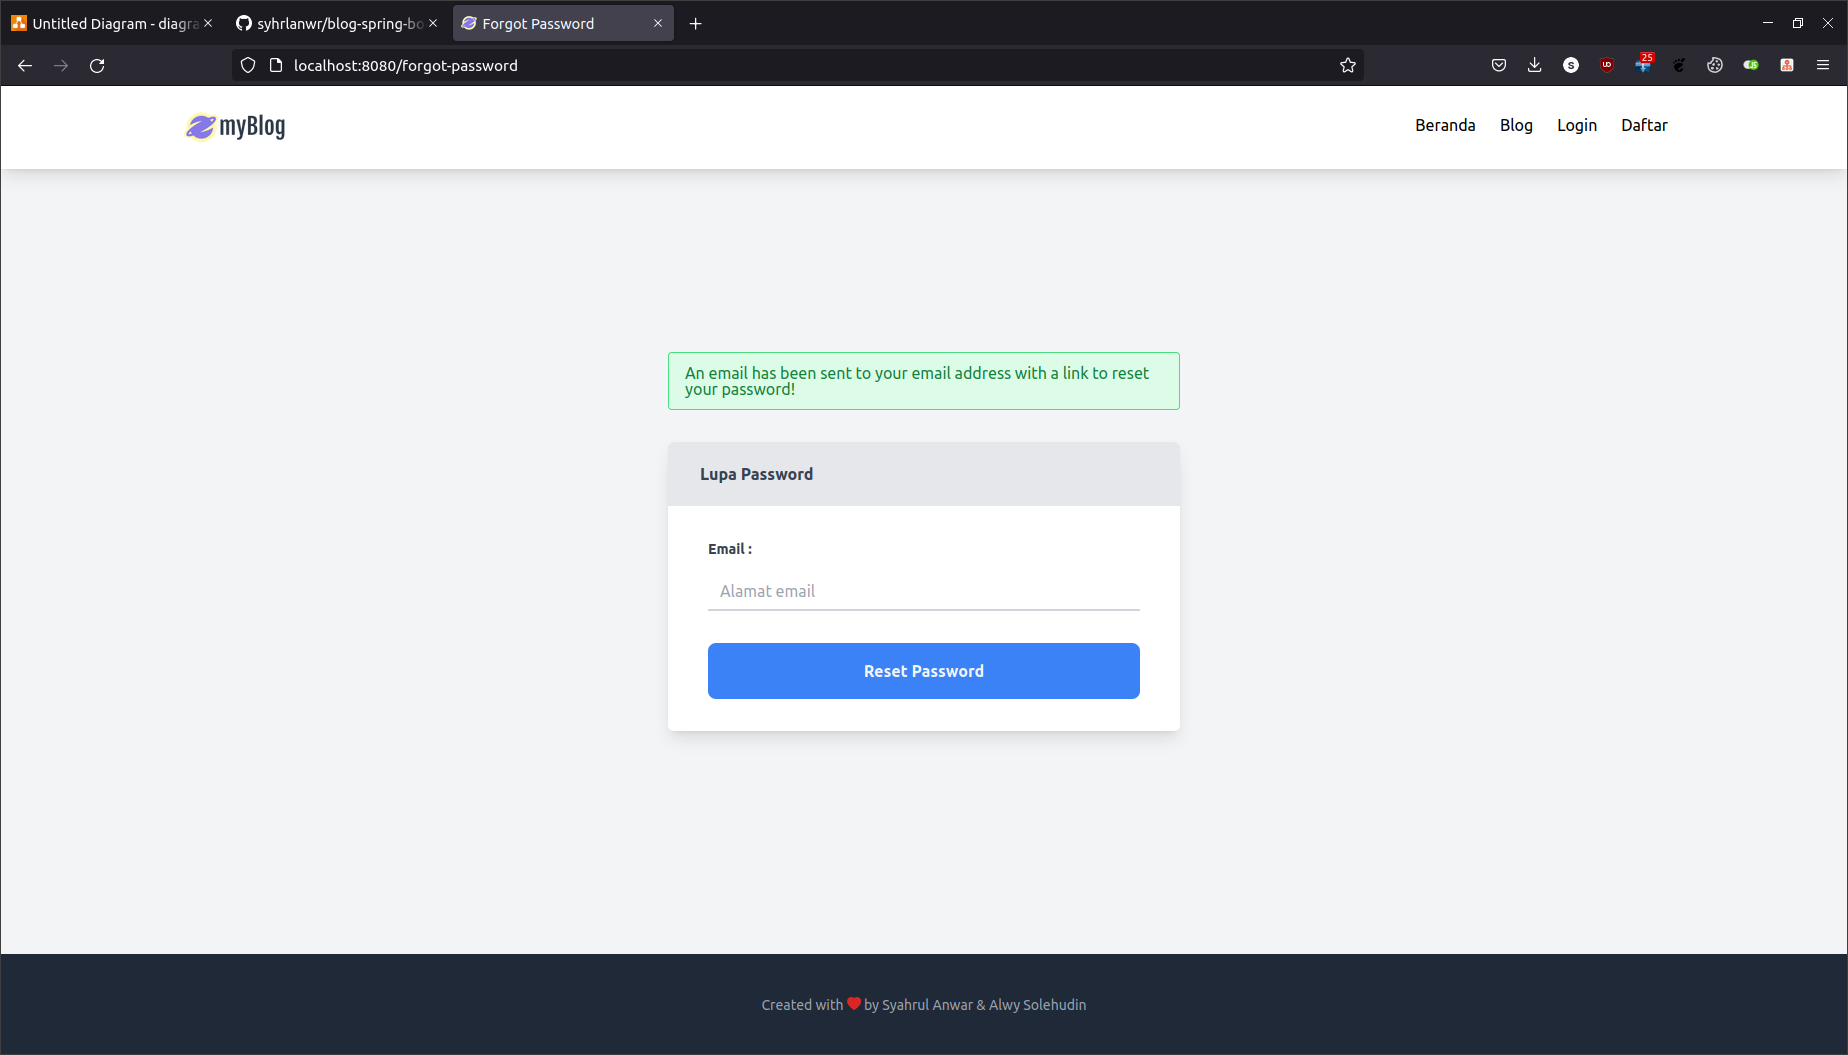 Untitled Diagram - diagra
syhrlanwr/blog-spring-bo
Forgot Password
localhost:8080/forgot-password
S
25
JS
myBlog
Beranda
Blog
Login
Daftar
An email has been sent to your email address with a link to reset
your password!
Lupa Password
Email :
Alamat email
Reset Password
Created with ❤ by Syahrul Anwar & Alwy Solehudin